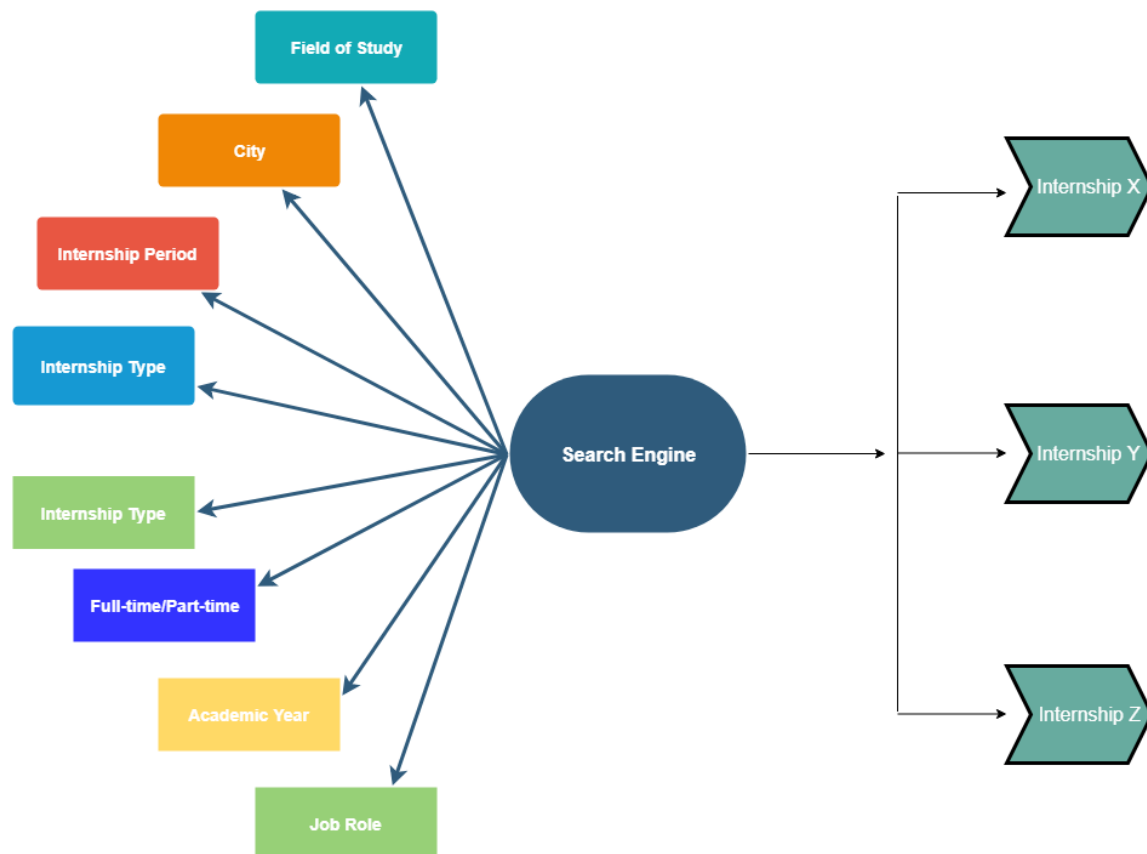 Field of Study
City
Internship Period
Internship Type
Internship Type
Full-time/Part-time
Academic Year
Job Role
Search Engine
Internship X
Internship Y
Internship Z